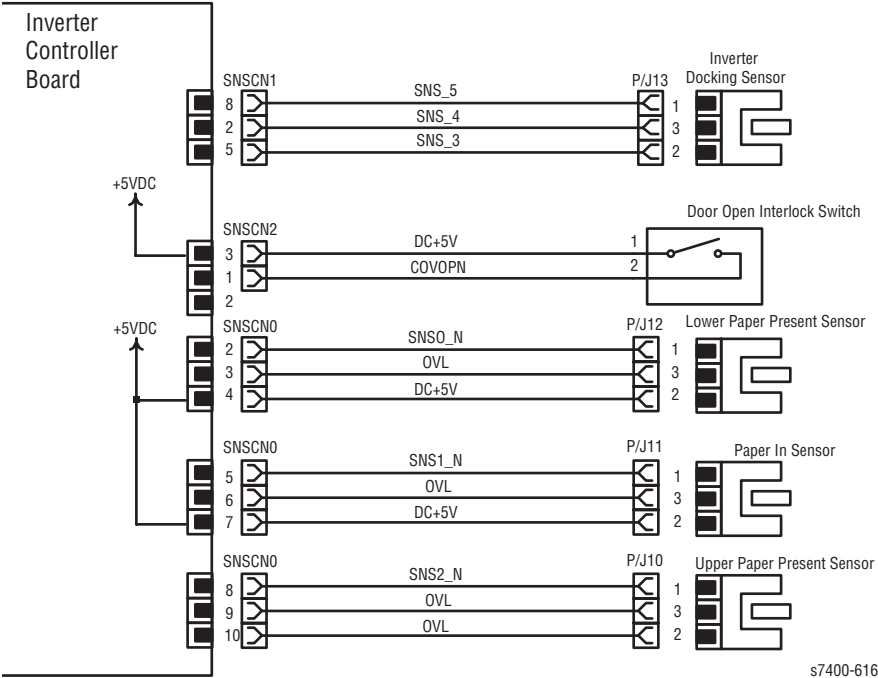 Inverter
Controller
Board
SNSCN1
P/J13
Inverter
Docking Sensor
8 SNS_5 1
2 SNS_4 3
5 SNS_3 2
+5VDC
SNSCN2
Door Open Interlock Switch
3 DC+5V 1
1 COVOPN 2
2
+5VDC
SNSCN0
P/J12
Lower Paper Present Sensor
2 SNSO_N 1
3 OVL 3
4 DC+5V 2
SNSCN0
P/J11
Paper In Sensor
5 SNS1_N 1
6 OVL 3
7 DC+5V 2
SNSCN0
P/J10
Upper Paper Present Sensor
8 SNS2_N 1
9 OVL 3
10 OVL 2
s7400-616